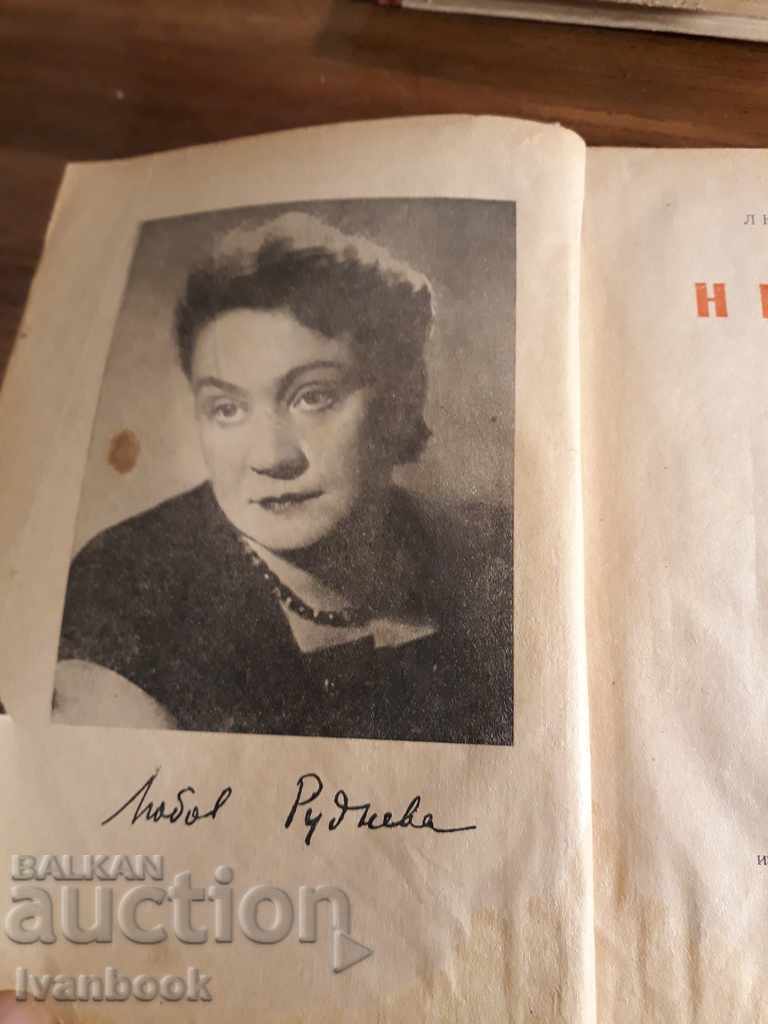 Л
Н
Любов Руднева
BALKAN
auction
Ivanbook